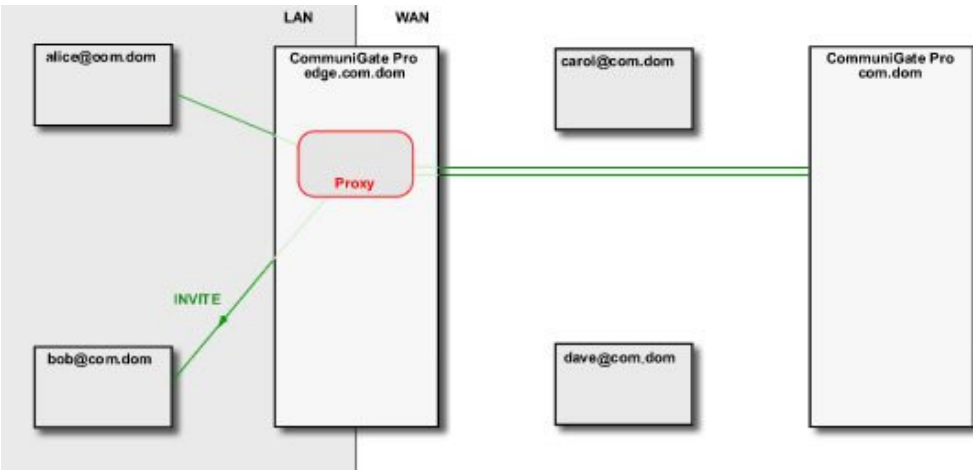 LAN
WAN
alice@com.dom
CommuniGate Pro
edge.com.dom
carol@com.dom
CommuniGate Pro
com.dom
Proxy
INVITE
bob@com.dom
dave@com.dom